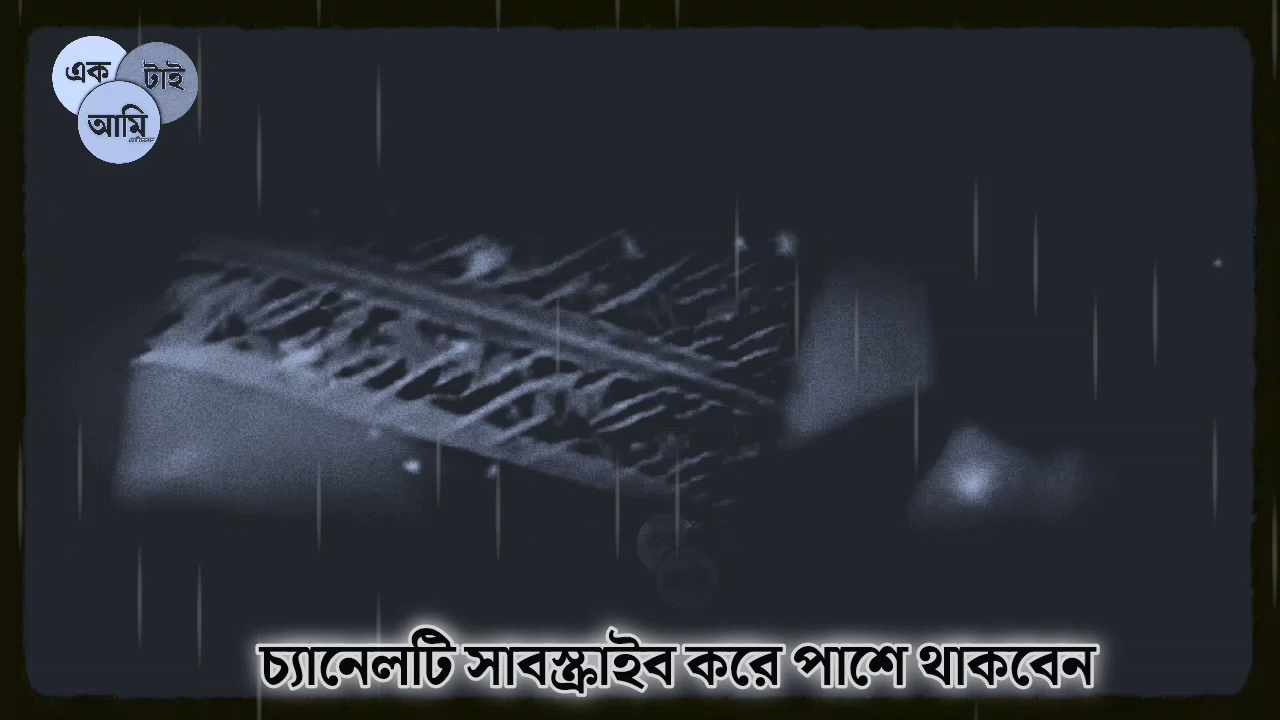 এক
টাই
আমি
চ্যানেলটি সাবস্ক্রাইব করে পাশে থাকবেন